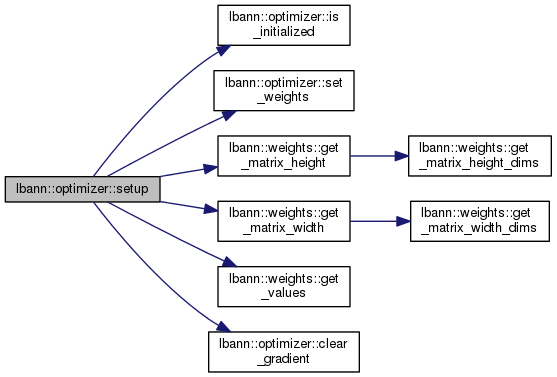 lbann::optimizer::is
_initialized
lbann::optimizer::set
_weights
lbann::weights::get
_matrix_height
lbann::weights::get
_matrix_height_dims
lbann::optimizer::setup
lbann::weights::get
_matrix_width
lbann::weights::get
_matrix_width_dims
lbann::weights::get
_values
lbann::optimizer::clear
_gradient